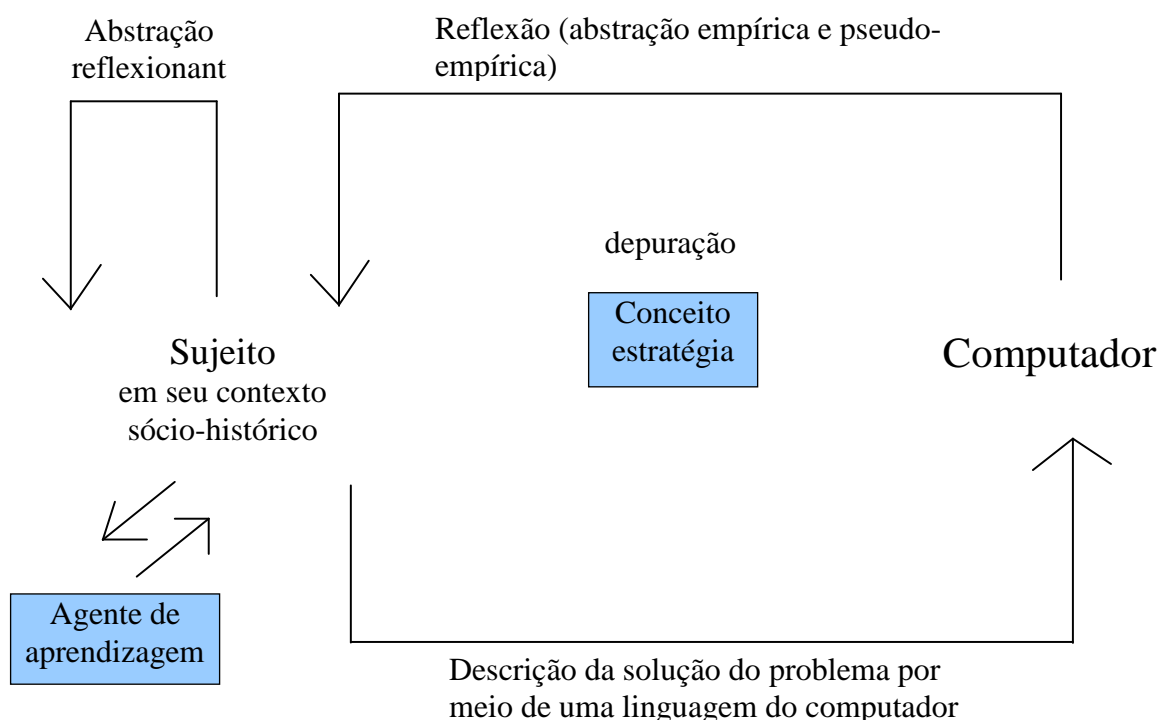 Abstração
reflexionant
Reflexão (abstração empírica e pseudo-
empírica)
depuração
Conceito
estratégia
Sujeito
em seu contexto
sócio-histórico
Computador
Agente de
aprendizagem
Descrição da solução do problema por
meio de uma linguagem do computador